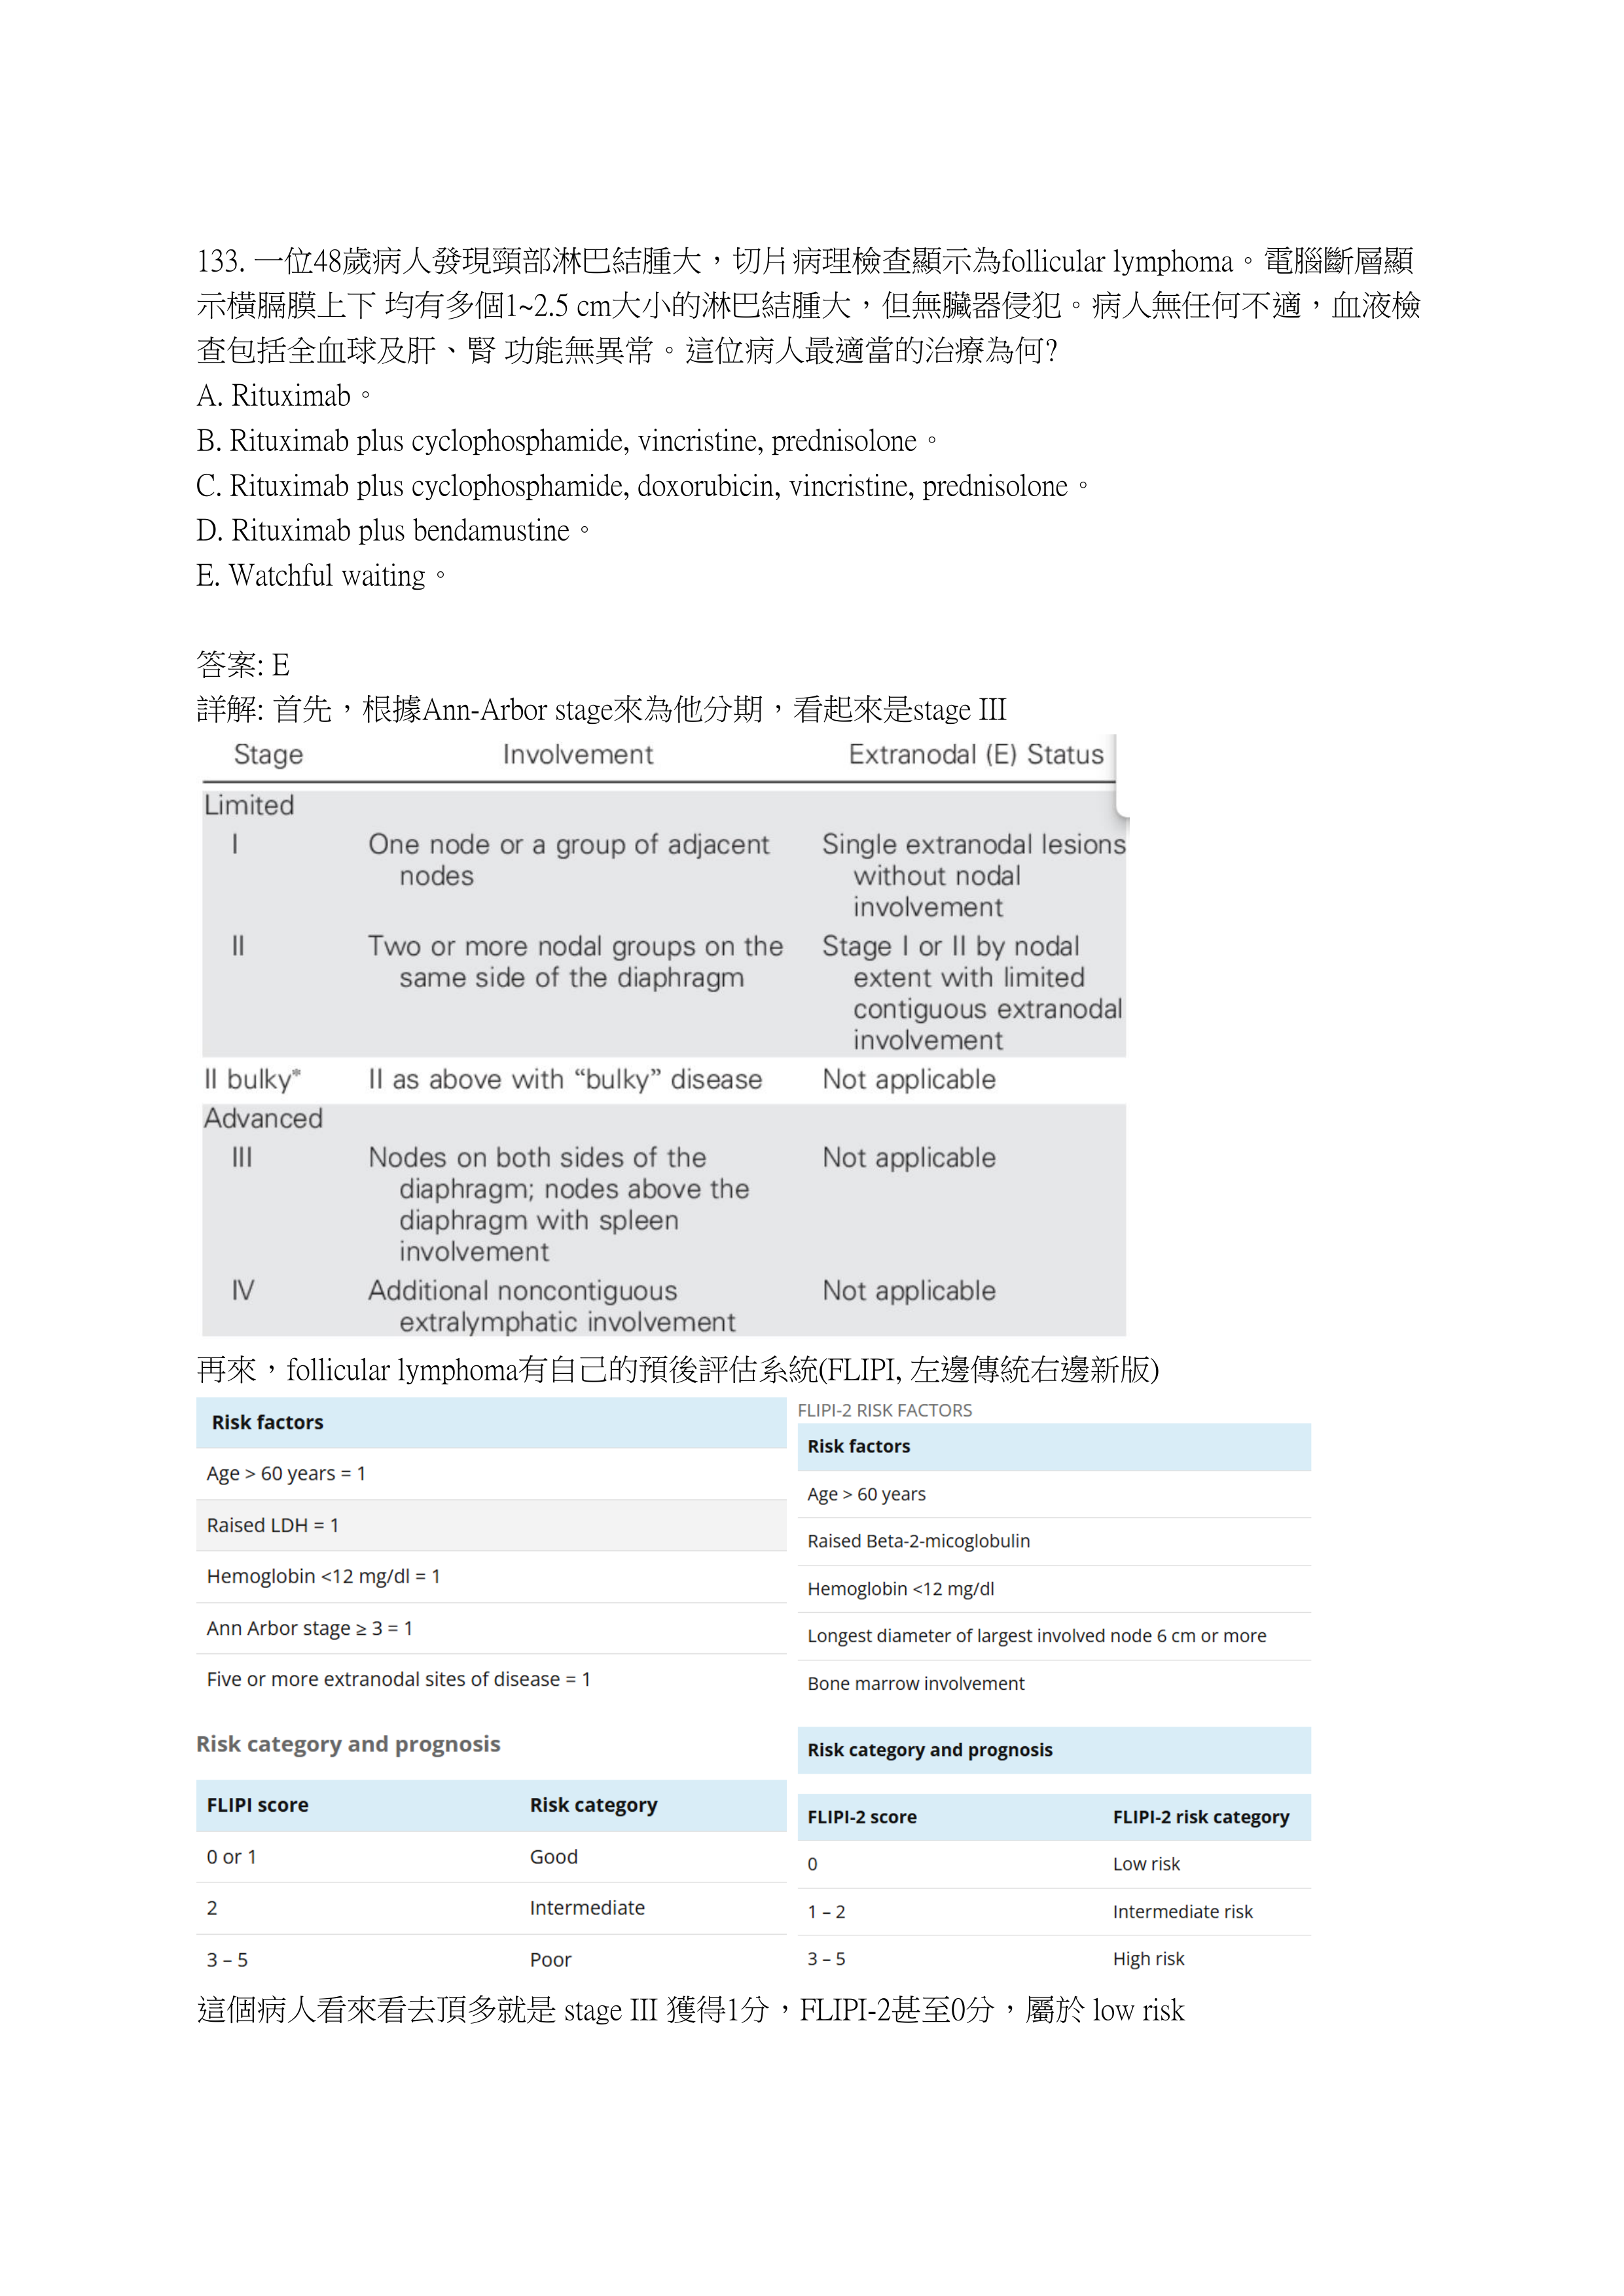 133. 一位48歲病人發現頸部淋巴結腫大，切片病理檢查顯示為follicular lymphoma。電腦斷層顯
示橫膈膜上下 均有多個1~2.5 cm大小的淋巴結腫大，但無臟器侵犯。病人無任何不適，血液檢
查包括全血球及肝、腎 功能無異常。這位病人最適當的治療為何?
A. Rituximab。
B. Rituximab plus cyclophosphamide, vincristine, prednisolone。
C. Rituximab plus cyclophosphamide, doxorubicin, vincristine, prednisolone。
D. Rituximab plus bendamustine。
E. Watchful waiting。
答案: E
詳解: 首先，根據Ann-Arbor stage來為他分期，看起來是stage III
Stage Involvement Extranodal (E) Status
Limited
I One node or a group of adjacent Single extranodal lesions
nodes without nodal
involvement
II Two or more nodal groups on the Stage I or II by nodal
same side of the diaphragm extent with limited
contiguous extranodal
involvement
II bulky* II as above with “bulky” disease Not applicable
Advanced
III Nodes on both sides of the Not applicable
diaphragm; nodes above the
diaphragm with spleen
involvement
IV Additional noncontiguous Not applicable
extralymphatic involvement
再來，follicular lymphoma有自己的預後評估系統(FLIPI, 左邊傳統右邊新版)
Risk factors
Age > 60 years = 1
Raised LDH = 1
Hemoglobin <12 mg/dl = 1
Ann Arbor stage ≥ 3 = 1
Five or more extranodal sites of disease = 1
Risk category and prognosis
FLIPI score Risk category
0 or 1 Good
2 Intermediate
3 – 5 Poor
FLIPI-2 RISK FACTORS
Risk factors
Age > 60 years
Raised Beta-2-micoglobulin
Hemoglobin <12 mg/dl
Longest diameter of largest involved node 6 cm or more
Bone marrow involvement
Risk category and prognosis
FLIPI-2 score FLIPI-2 risk category
0 Low risk
1 – 2 Intermediate risk
3 – 5 High risk
這個病人看來看去頂多就是 stage III 獲得1分，FLIPI-2甚至0分，屬於 low risk